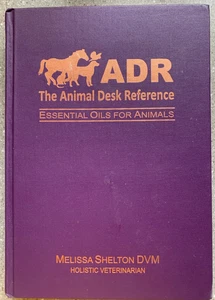 ADR
The Animal Desk Reference
ESSENTIAL OILS FOR ANIMALS
MELISSA SHELTON DVM
HOLISTIC VETERINARIAN